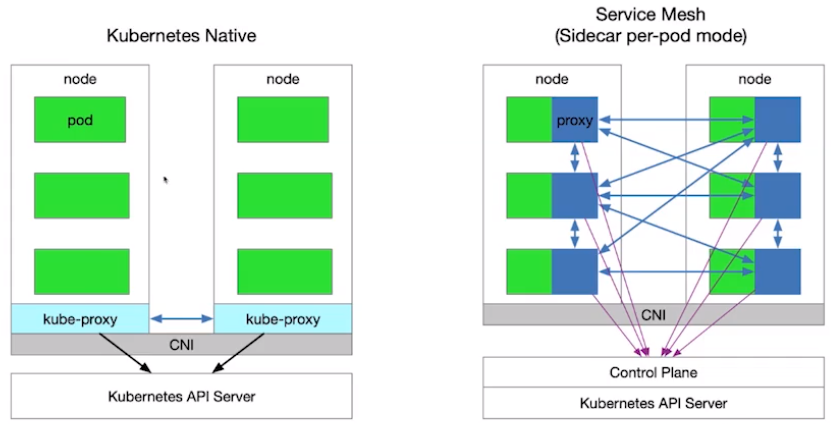 Kubernetes Native
node
node
pod
kube-proxy
kube-proxy
CNI
Kubernetes API Server
Service Mesh
(Sidecar per-pod mode)
node
node
proxy
CNI
Control Plane
Kubernetes API Server